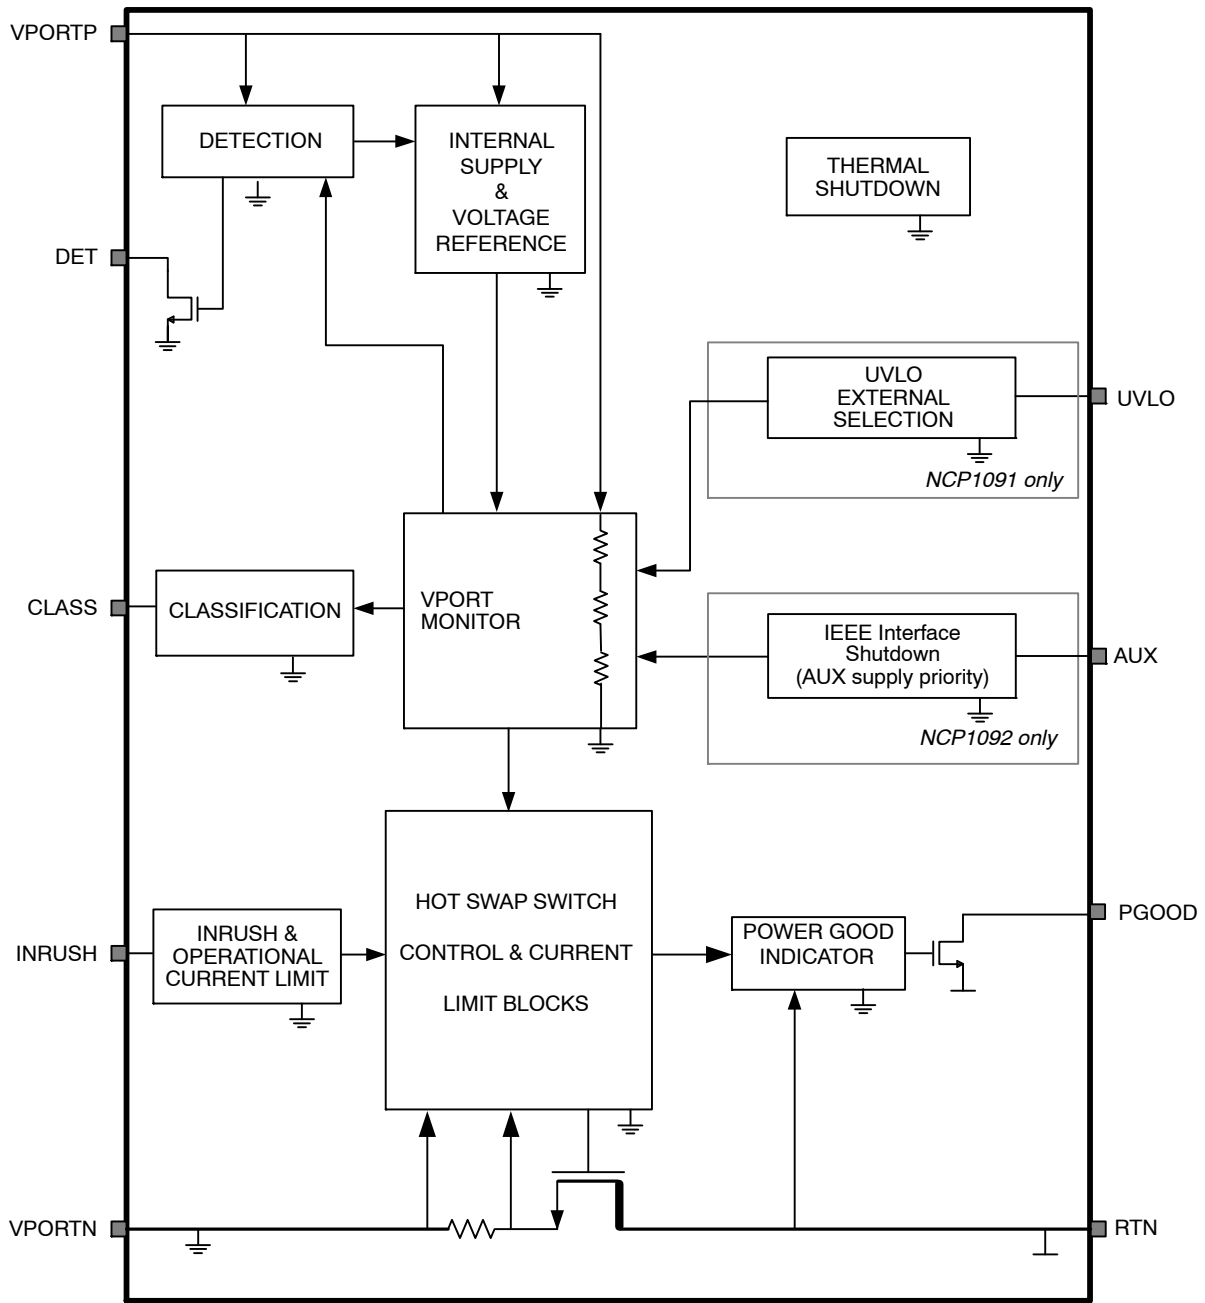 VPORTP
DETECTION
INTERNAL
SUPPLY
&
VOLTAGE
REFERENCE
THERMAL
SHUTDOWN
DET
UVLO
EXTERNAL
SELECTION
UVLO
NCP1091 only
CLASS
CLASSIFICATION
VPORT
MONITOR
IEEE Interface
Shutdown
(AUX supply priority)
AUX
NCP1092 only
INRUSH
INRUSH &
OPERATIONAL
CURRENT LIMIT
HOT SWAP SWITCH
CONTROL & CURRENT
LIMIT BLOCKS
POWER GOOD
INDICATOR
PGOOD
VPORTN
RTN